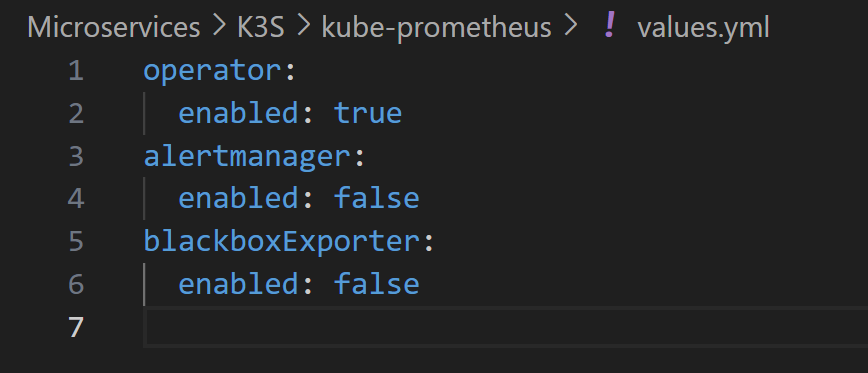 Microservices > K3S > kube-prometheus > ! values.yml
1 operator:
2 enabled: true
3 alertmanager:
4 enabled: false
5 blackboxExporter:
6 enabled: false
7